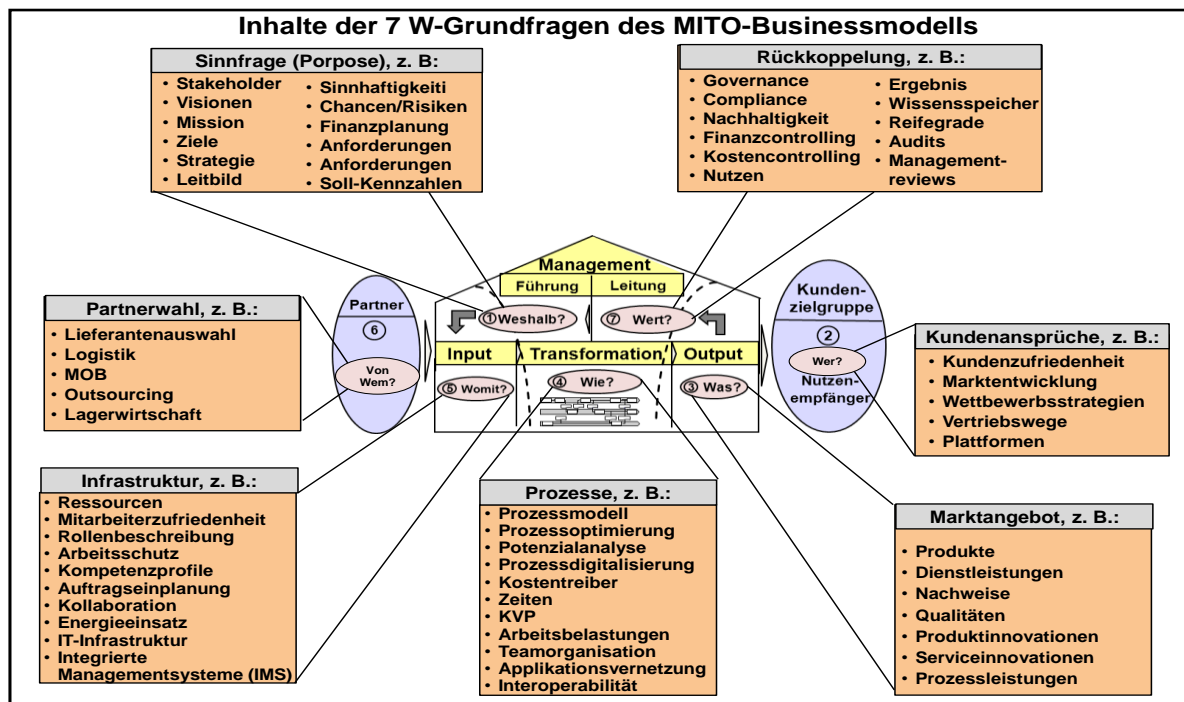 Inhalte der 7 W-Grundfragen des MITO-Businessmodells
Sinnfrage (Porpose), z. B:
• Stakeholder
• Visionen
• Mission
• Ziele
• Strategie
• Leitbild
• Sinnhaftigkeiti
• Chancen/Risiken
• Finanzplanung
• Anforderungen
• Anforderungen
• Soll-Kennzahlen
Rückkoppelung, z. B.:
• Governance
• Compliance
• Nachhaltigkeit
• Finanzcontrolling
• Kostencontrolling
• Nutzen
• Ergebnis
• Wissensspeicher
• Reifegrade
• Audits
• Management-
reviews
Management
Führung
Leitung
① Weshalb?
⑦ Wert?
Input
Transformation
Output
⑤ Womit?
④ Wie?
③ Was?
Partner
⑥
Von
Wem?
Kunden-
zielgruppe
②
Wer?
Nutzen-
empfänger
Partnerwahl, z. B.:
• Lieferantenauswahl
• Logistik
• MOB
• Outsourcing
• Lagerwirtschaft
Kundenansprüche, z. B.:
• Kundenzufriedenheit
• Marktentwicklung
• Wettbewerbsstrategien
• Vertriebswege
• Plattformen
Infrastruktur, z. B.:
• Ressourcen
• Mitarbeiterzufriedenheit
• Rollenbeschreibung
• Arbeitsschutz
• Kompetenzprofile
• Auftragseinplanung
• Kollaboration
• Energieeinsatz
• IT-Infrastruktur
• Integrierte
Managementsysteme (IMS)
Prozesse, z. B.:
• Prozessmodell
• Prozessoptimierung
• Potenzialanalyse
• Prozessdigitalisierung
• Kostentreiber
• Zeiten
• KVP
• Arbeitsbelastungen
• Teamorganisation
• Applikationsvernetzung
• Interoperabilität
Marktangebot, z. B.:
• Produkte
• Dienstleistungen
• Nachweise
• Qualitäten
• Produktinnovationen
• Serviceinnovationen
• Prozessleistungen